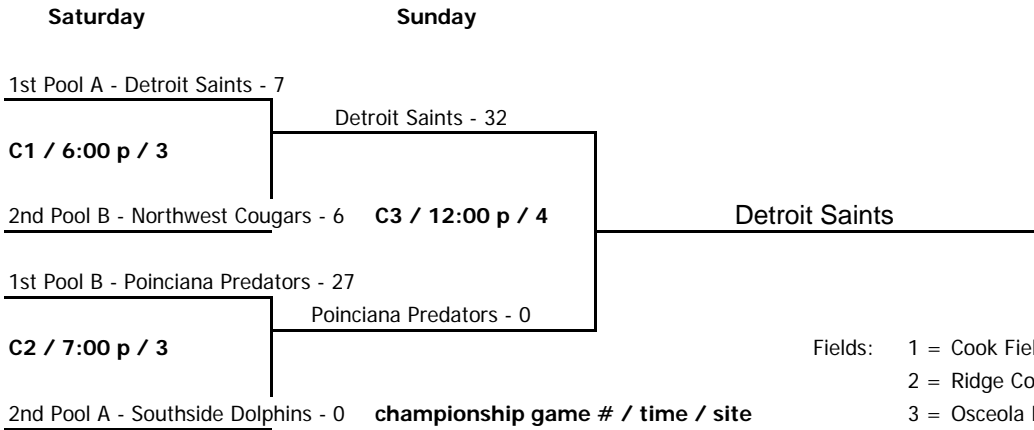 Saturday Sunday
1st Pool A - Detroit Saints - 7
Detroit Saints - 32
C1 / 6:00 p / 3
2nd Pool B - Northwest Cougars - 6 C3 / 12:00 p / 4 Detroit Saints
1st Pool B - Poinciana Predators - 27
Poinciana Predators - 0
C2 / 7:00 p / 3 Fields: 1 = Cook
2 = Ridge
2nd Pool A - Southside Dolphins - 0 championship game # / time / site 3 = Osceola